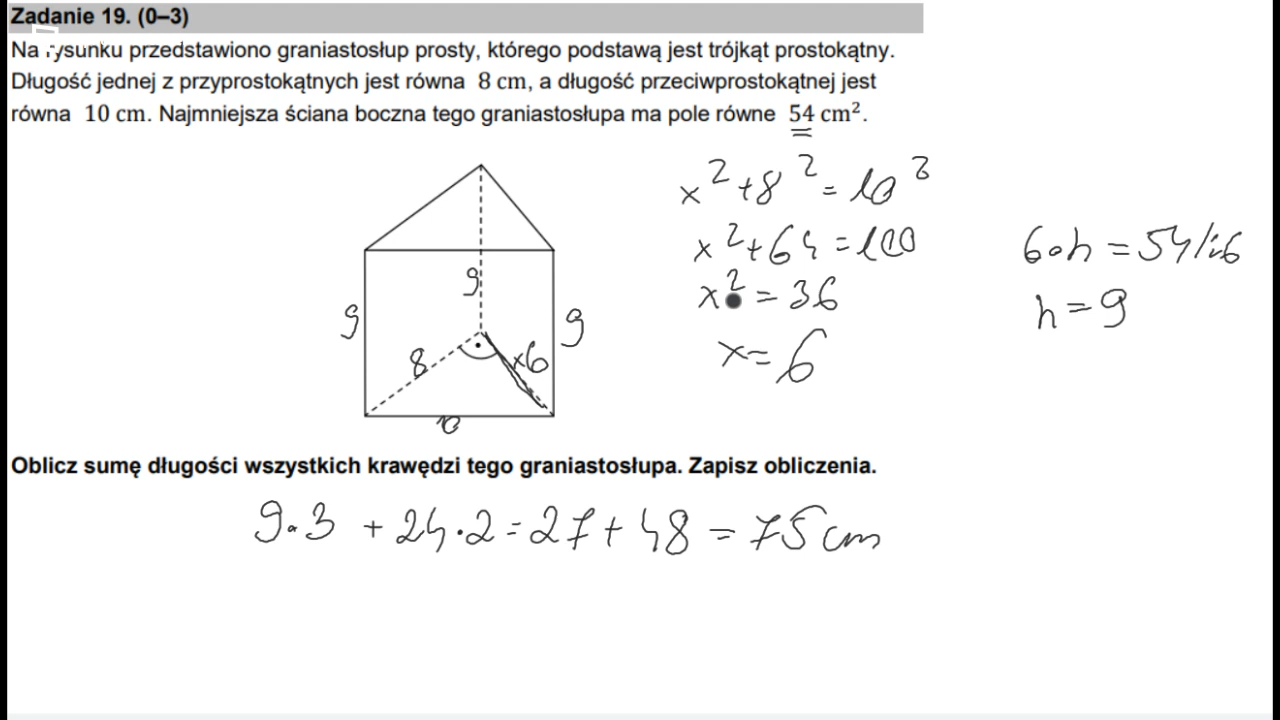 Zadanie 19. (0–3)
Na rysunku przedstawiono graniastosłup prosty, którego podstawą jest trójkąt prostokątny.
Długość jednej z przyprostokątnych jest równa 8 cm, a długość przeciwprostokątnej jest
równa 10 cm. Najmniejsza ściana boczna tego graniastosłupa ma pole równe 54 cm².
x² + 8² = 10²
x² + 64 = 100
x² = 36
x = 6
6·h = 54 /:6
h = 9
9
9
9
8
x6
10
Oblicz sumę długości wszystkich krawędzi tego graniastosłupa. Zapisz obliczenia.
9·3 + 24·2 = 27 + 48 = 75 cm